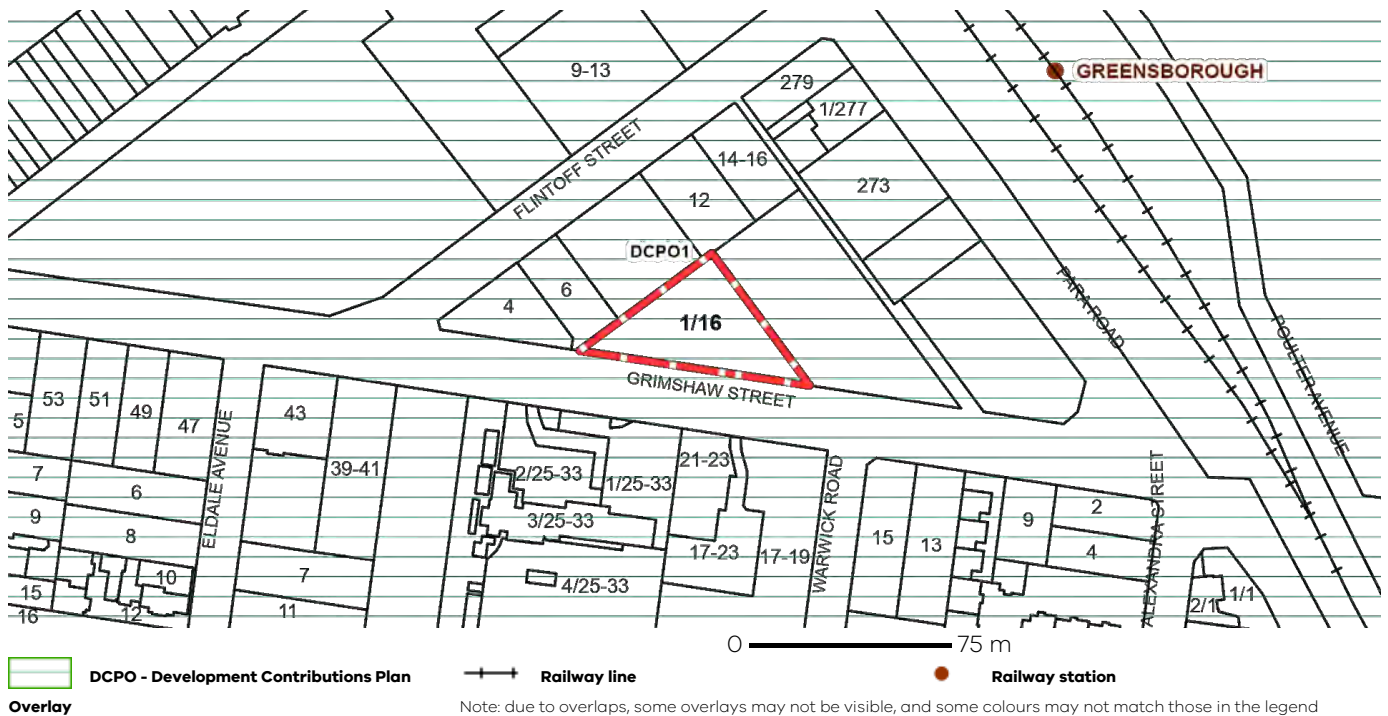 9-13
GREENSBOROUGH
279
1/277
FLINTOFF STREET
14-16
273
12
DCPO1
6
4
1/16
PARA ROAD
POULTER AVENUE
GRIMSHAW STREET
53
51
49
47
5
ELDALE AVENUE
43
39-41
7
6
9
8
10
15
12
16
7
11
2/25-33
1/25-33
21-23
3/25-33
17-23
17-19
4/25-33
WARWICK ROAD
15
13
9
2
4
ALEXANDRA STREET
2/1
1/1
0 75 m
DCPO - Development Contributions Plan
Overlay
Railway line
Railway station
Note: due to overlaps, some overlays may not be visible, and some colours may not match those in the legend